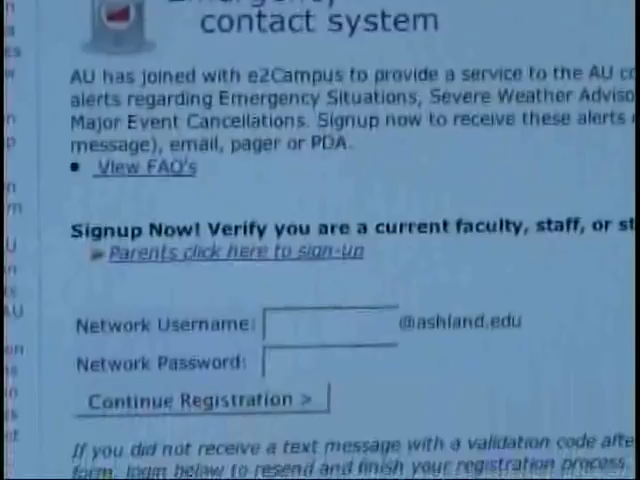 contact system
AU has joined with e2Campus to provide a service to the AU
alerts regarding Emergency Situations, Severe Weather
Major Event Cancellations. Signup now to receive these alerts
message), email, pager or PDA.
View FAQ's
Signup Now! Verify you are a current faculty, staff, or
Parents click here to sign-up
Network Username: @ashland.edu
Network Password:
Continue Registration >
If you did not receive a text message with a validation code
form, login below to resend and finish your registration process.